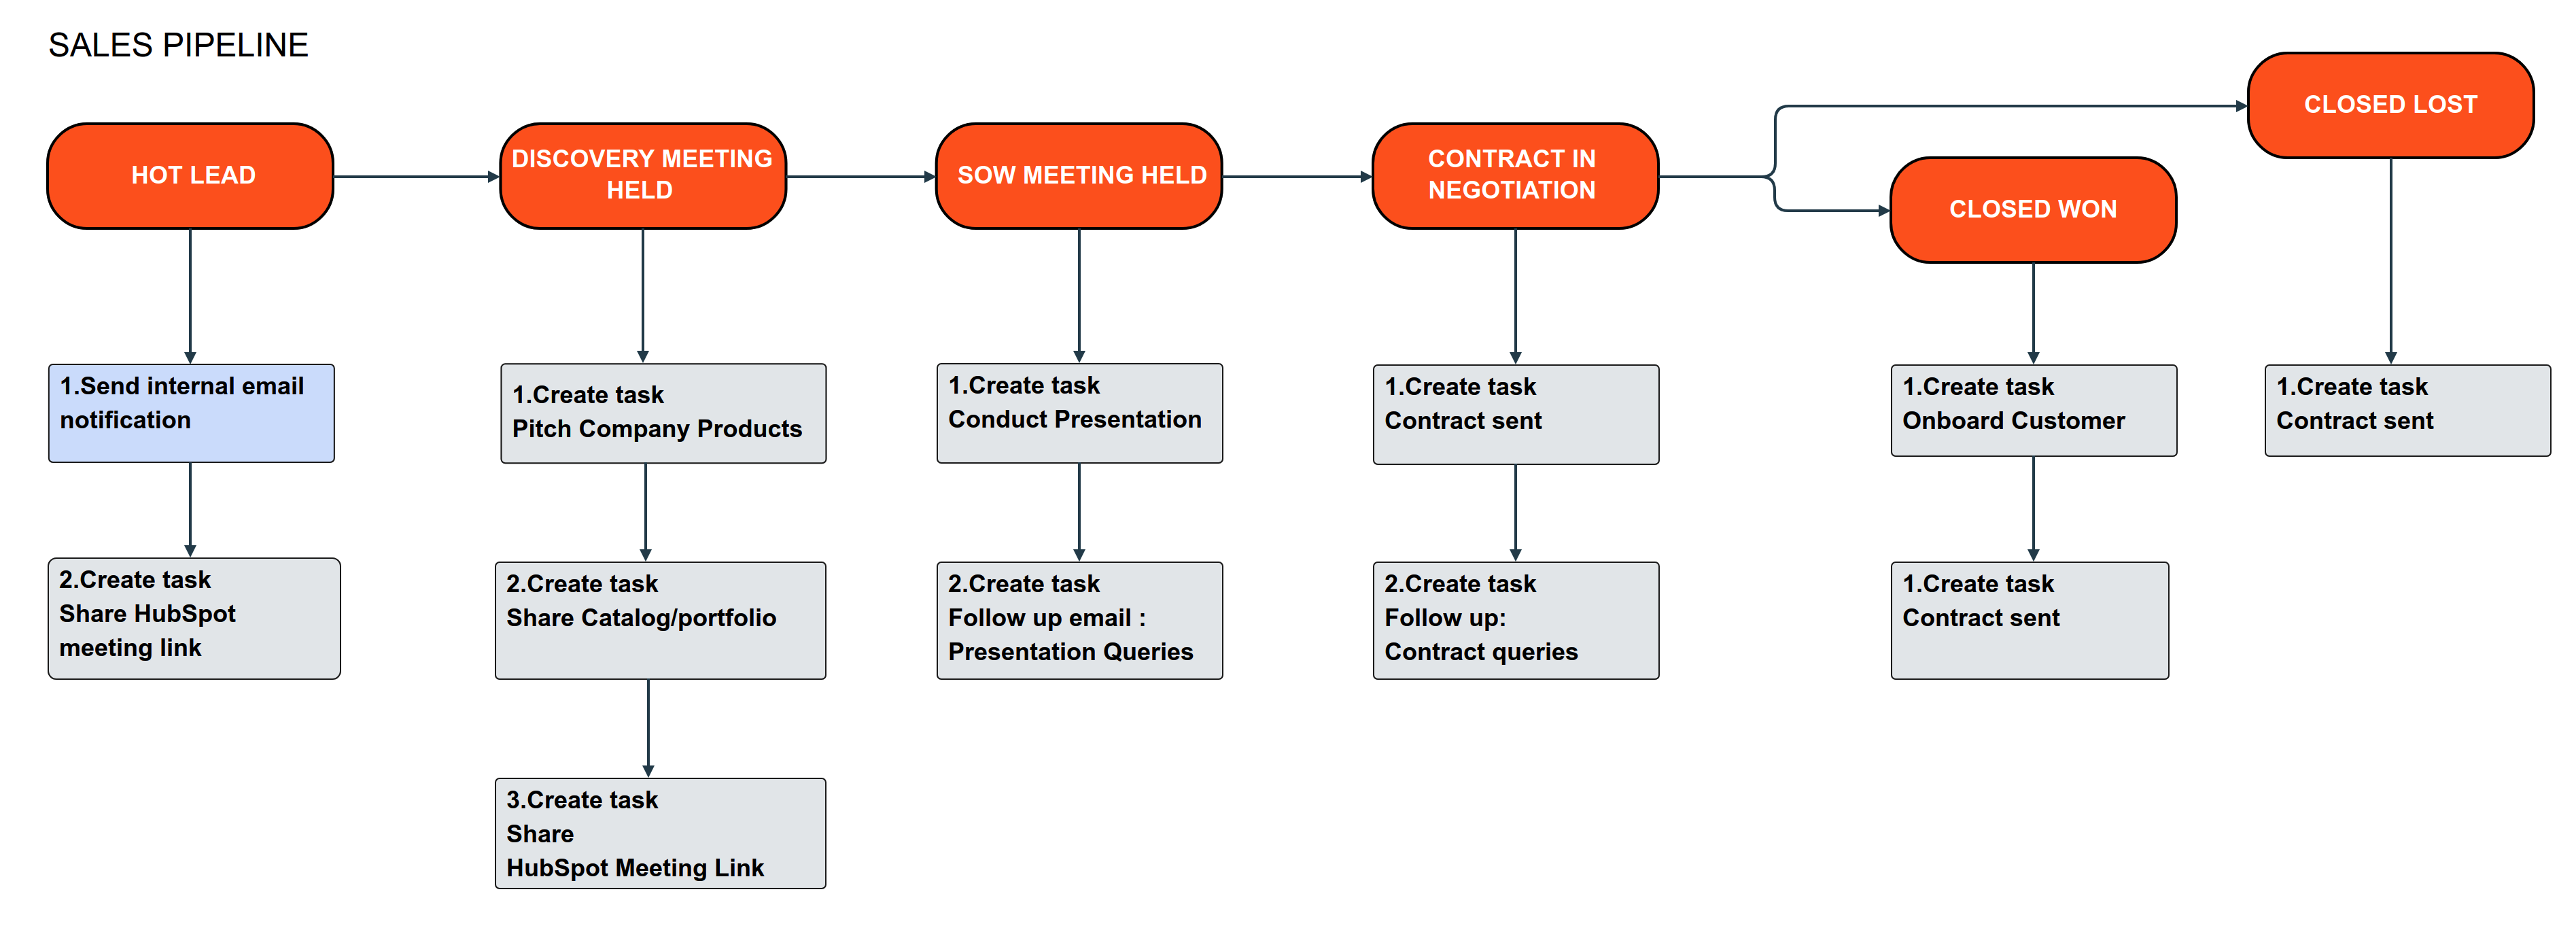 SALES PIPELINE
HOT LEAD
DISCOVERY MEETING
HELD
SOW MEETING HELD
CONTRACT IN
NEGOTIATION
CLOSED WON
CLOSED LOST
1.Send internal email
notification
2.Create task
Share HubSpot
meeting link
1.Create task
Pitch Company Products
2.Create task
Share Catalog/portfolio
3.Create task
Share
HubSpot Meeting Link
1.Create task
Conduct Presentation
2.Create task
Follow up email :
Presentation Queries
1.Create task
Contract sent
2.Create task
Follow up:
Contract queries
1.Create task
Onboard Customer
1.Create task
Contract sent
1.Create task
Contract sent